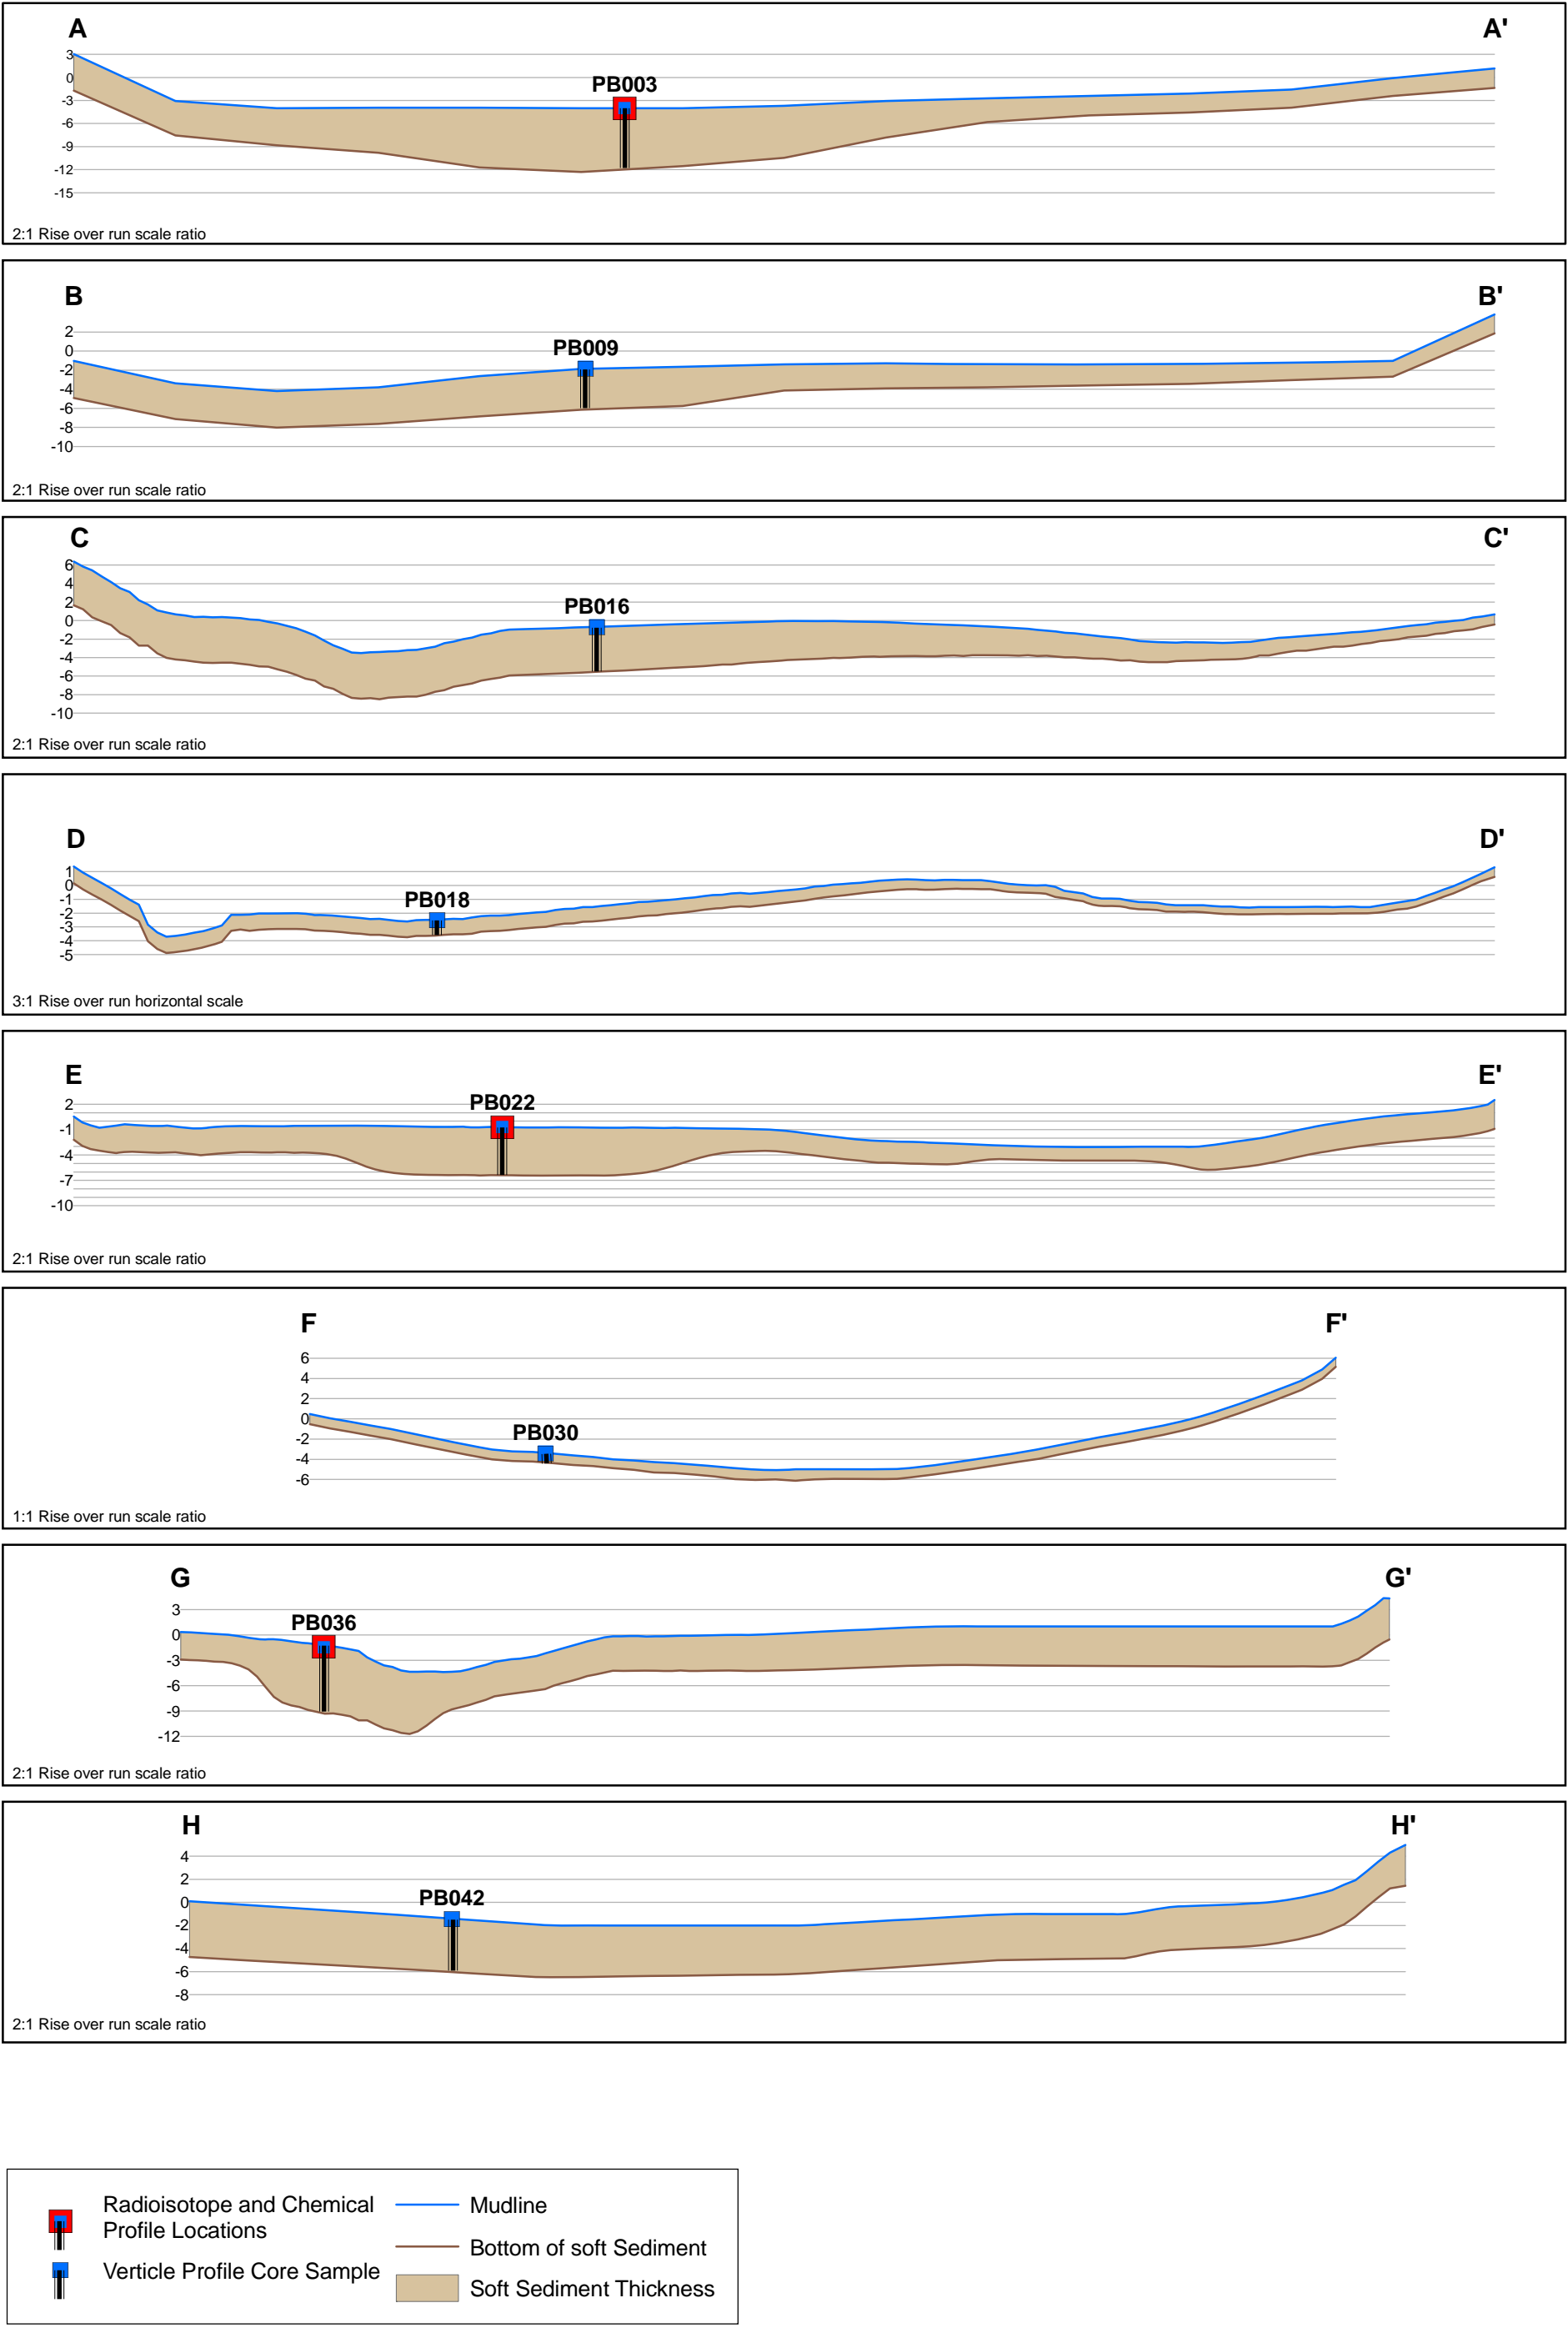 A A'
PB003
3
0
-3
-6
-9
-12
-15
2:1 Rise over run scale ratio
B B'
PB009
2
0
-2
-4
-6
-8
-10
2:1 Rise over run scale ratio
C C'
PB016
6
4
2
0
-2
-4
-6
-8
-10
2:1 Rise over run scale ratio
D D'
PB018
1
0
-1
-2
-3
-4
-5
3:1 Rise over run horizontal scale
E E'
PB022
2
-1
-4
-7
-10
2:1 Rise over run scale ratio
F F'
PB030
6
4
2
0
-2
-4
-6
1:1 Rise over run scale ratio
G G'
PB036
3
0
-3
-6
-9
-12
2:1 Rise over run scale ratio
H H'
PB042
4
2
0
-2
-4
-6
-8
2:1 Rise over run scale ratio
Radioisotope and Chemical
Profile Locations
Verticle Profile Core Sample
Mudline
Bottom of soft Sediment
Soft Sediment Thickness